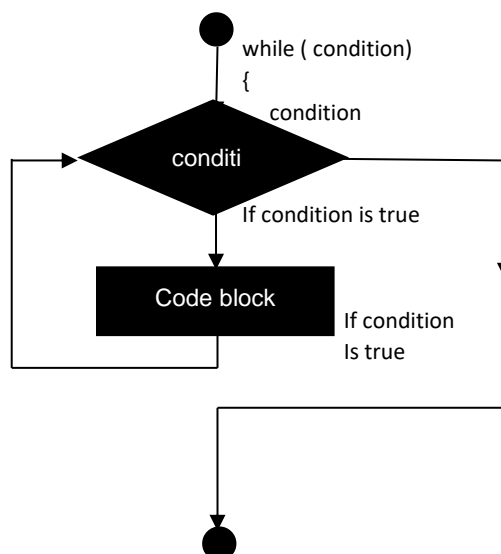 while ( condition)
{
condition
conditi
If condition is true
Code block
If condition
Is true